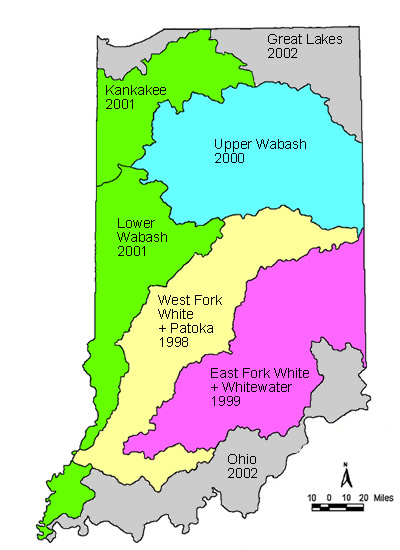 Great Lakes
2002
Kankakee
2001
Upper Wabash
2000
Lower
Wabash
2001
West Fork
White
+ Patoka
1998
East Fork White
+ Whitewater
1999
Ohio
2002
N
10 0 10 20 Miles